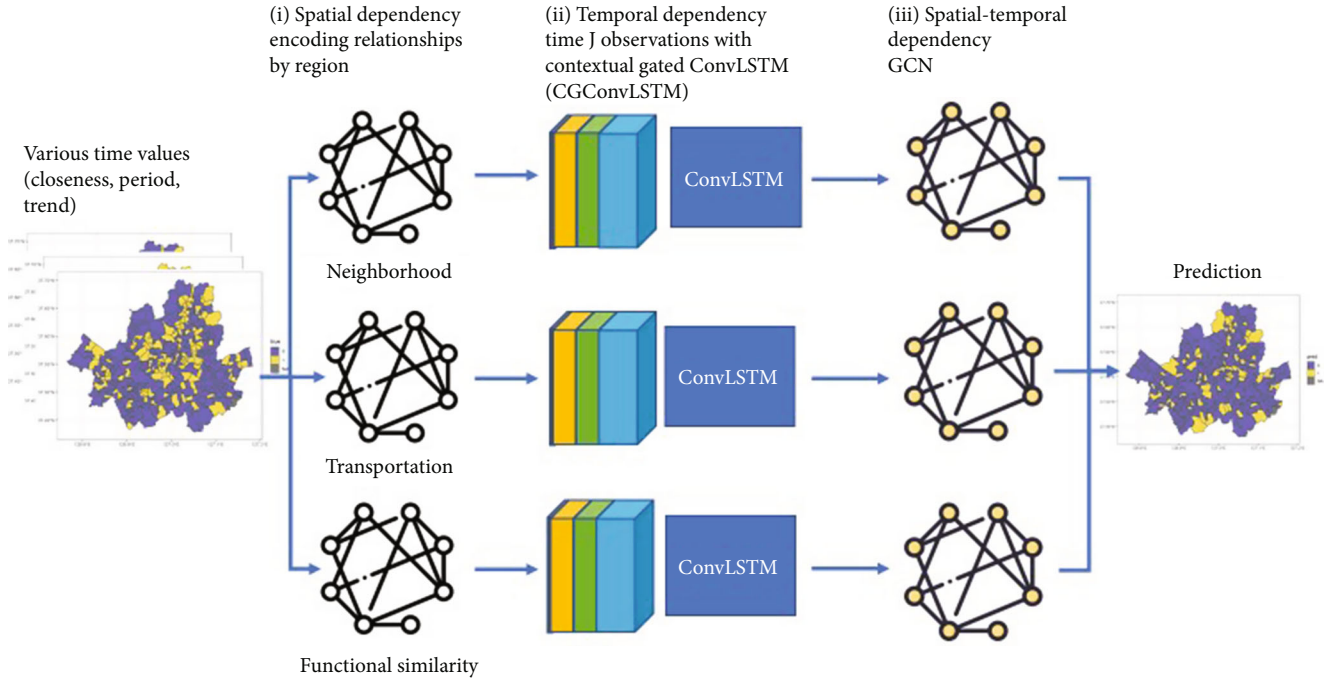 (i) Spatial dependency
encoding relationships
by region
(ii) Temporal dependency
time J observations with
contextual gated ConvLSTM
(CGConvLSTM)
(iii) Spatial-temporal
dependency
GCN
Various time values
(closeness, period,
trend)
ConvLSTM
Neighborhood
Prediction
ConvLSTM
Transportation
ConvLSTM
Functional similarity